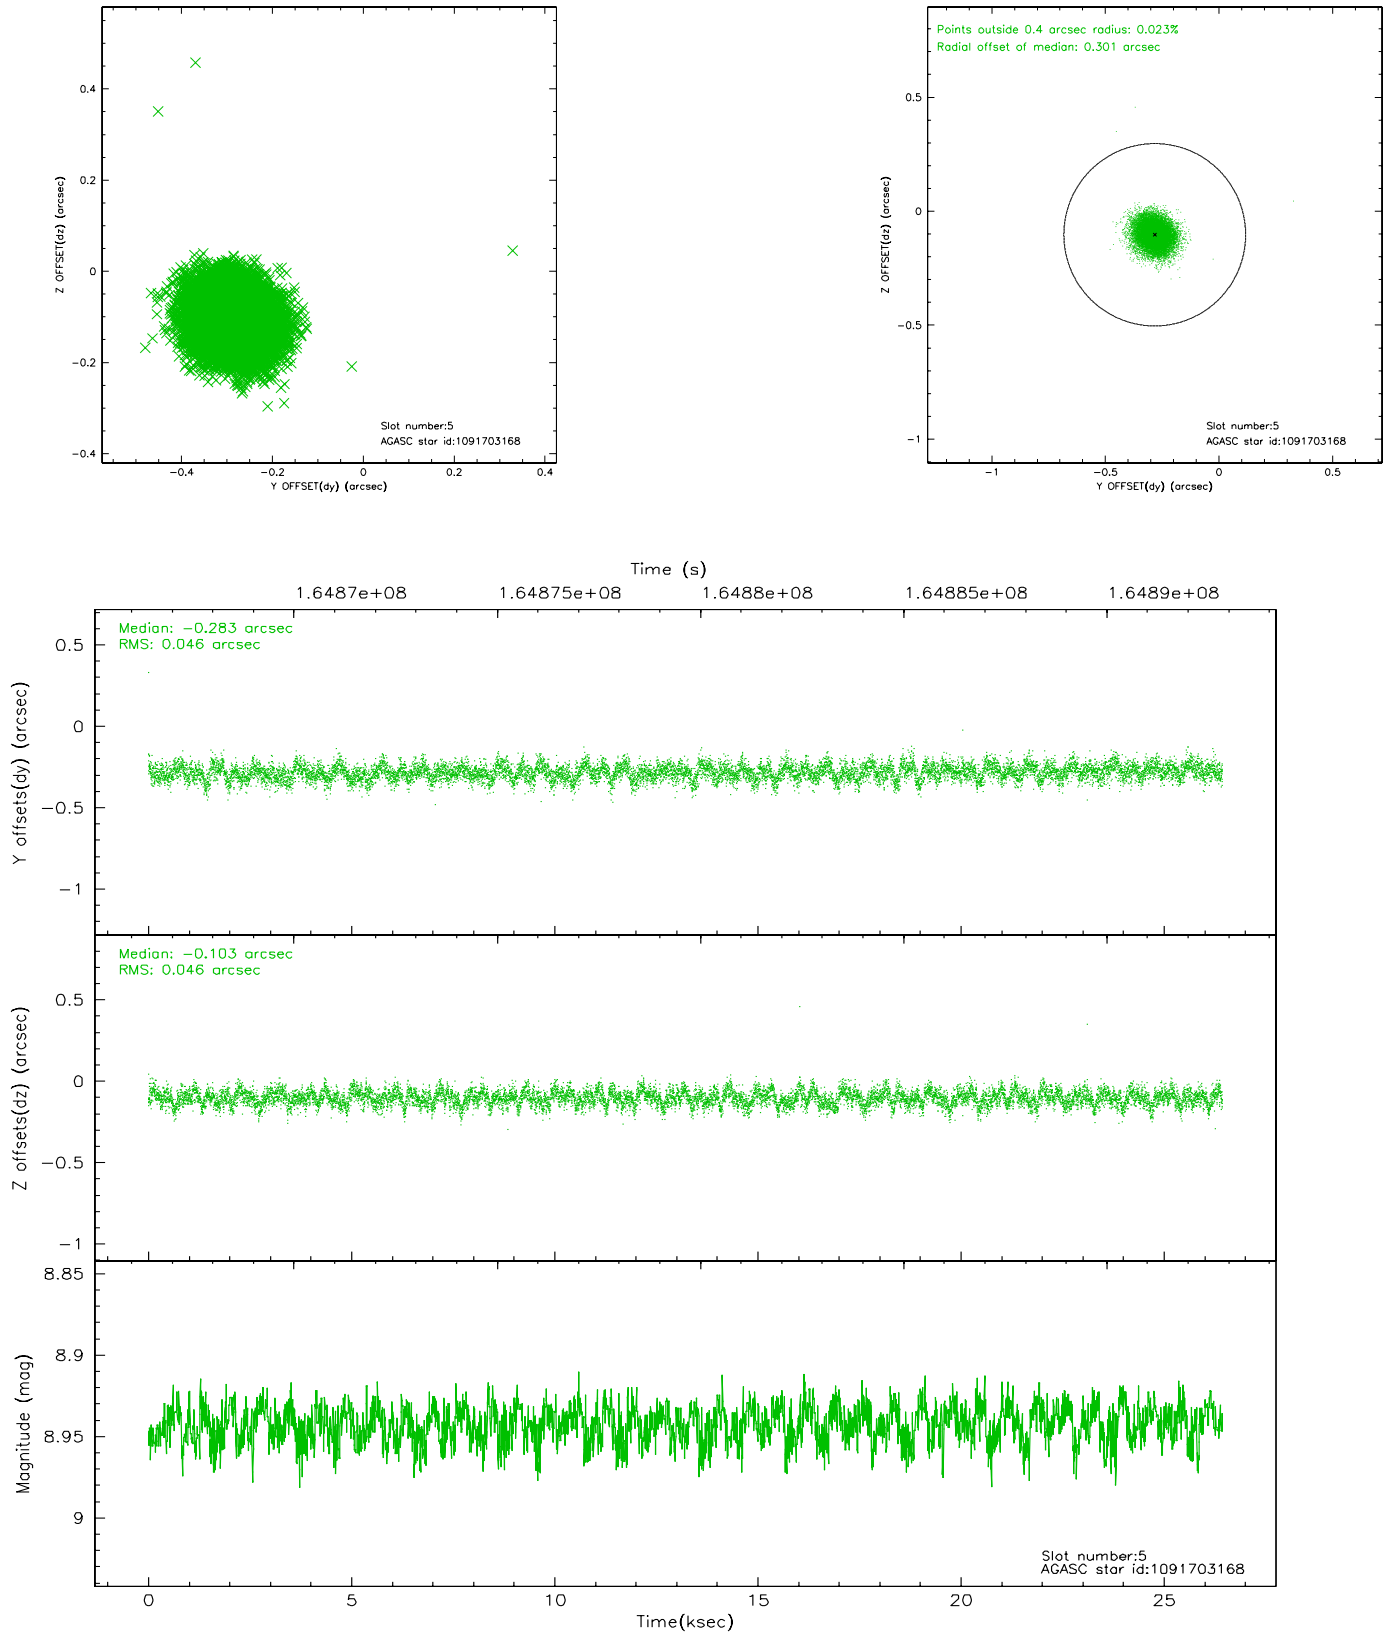 0.4
0.2
0
−0.2
−0.4
Z OFFSET(dz) (arcsec)
−0.4 −0.2 0 0.2 0.4
Y OFFSET(dy) (arcsec)
Slot number:5
AGASC star id:1091703168
Points outside 0.4 arcsec radius: 0.023%
Radial offset of median: 0.301 arcsec
0.5
0
−0.5
−1
Z OFFSET(dz) (arcsec)
−1 −0.5 0 0.5
Y OFFSET(dy) (arcsec)
Slot number:5
AGASC star id:1091703168
Time (s)
1.6487e+08 1.64875e+08 1.6488e+08 1.64885e+08 1.6489e+08
Median: −0.283 arcsec
RMS: 0.046 arcsec
0.5
0
−0.5
−1
Y offsets(dy) (arcsec)
Median: −0.103 arcsec
RMS: 0.046 arcsec
0.5
0
−0.5
−1
Z offsets(dz) (arcsec)
8.85
8.9
8.95
9
Magnitude (mag)
Slot number:5
AGASC star id:1091703168
0 5 10 15 20 25
Time(ksec)